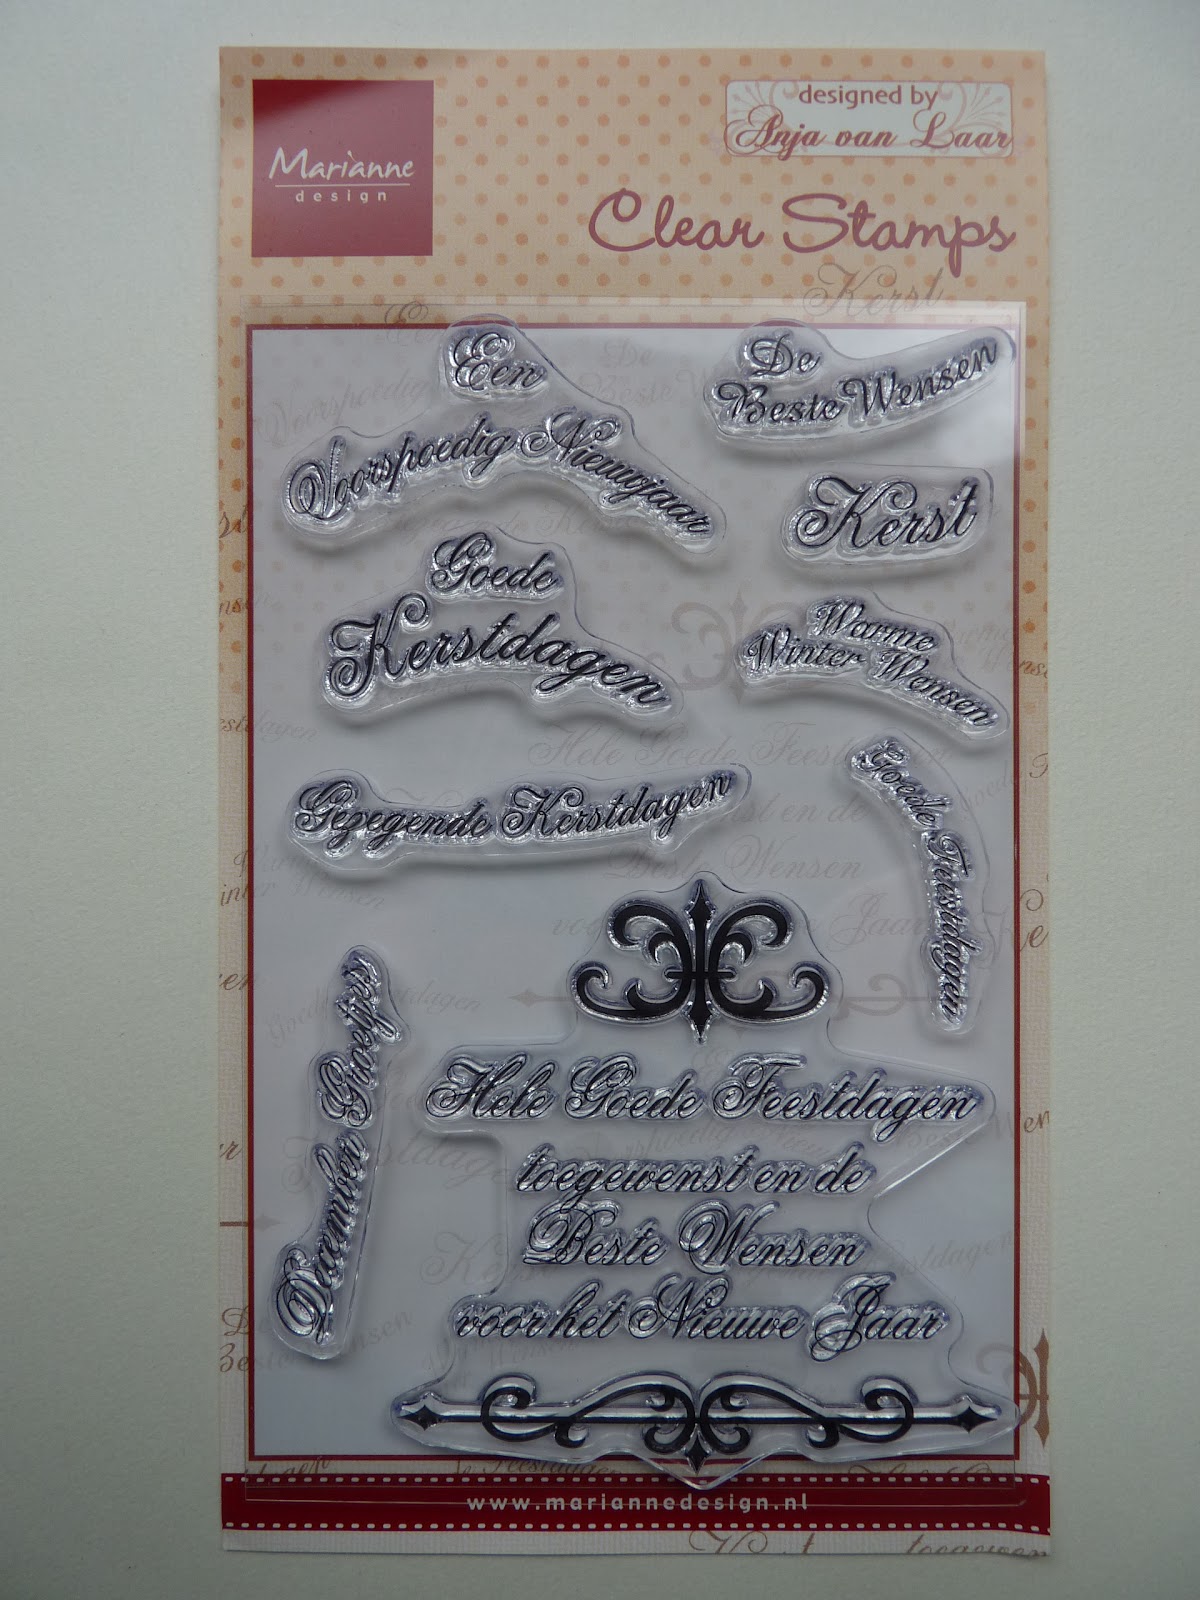 Marianne
design
designed by
Anja van Laar
Clear Stamps
Kerst
Een
Voorspoedig Nieuwjaar
De
Beste Wensen
Kerst
Goede
Kerstdagen
Warme
Winter Wensen
Gezegende Kerstdagen
Goede Feestdagen
December Groetjes
Hele Goede Feestdagen
toegewenst en de
Beste Wensen
voor het Nieuwe Jaar
www.mariannedesign.nl